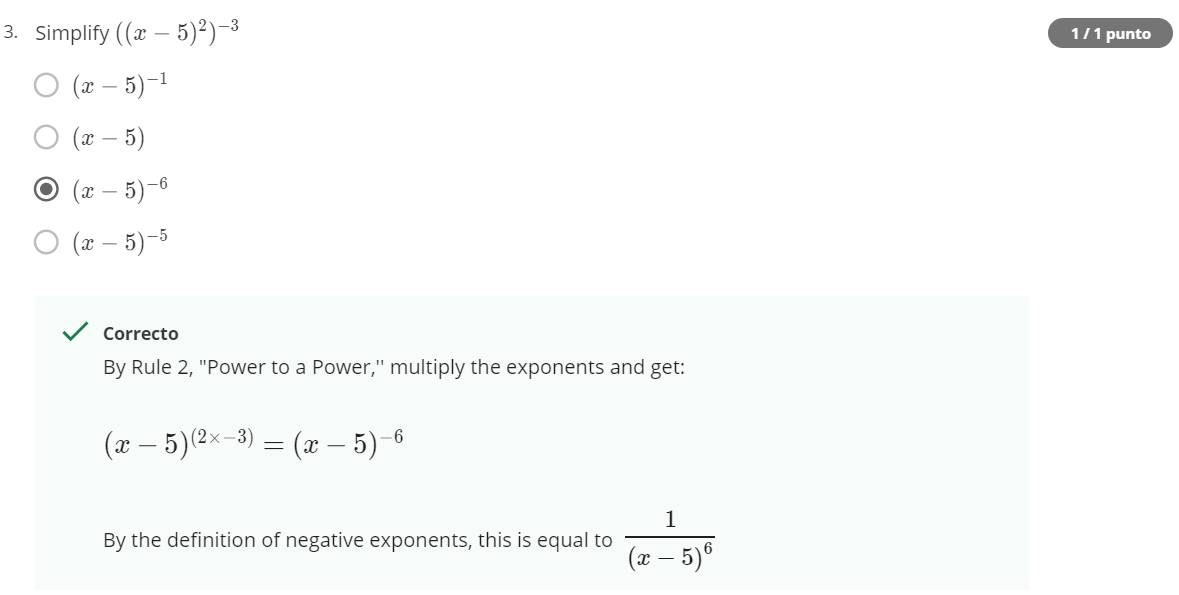 3. Simplify ((x − 5)²)⁻³
1 / 1 punto
(x − 5)⁻¹
(x − 5)
(x − 5)⁻⁶
(x − 5)⁻⁵
Correcto
By Rule 2, "Power to a Power,'' multiply the exponents and get:
(x − 5)^(2×−3) = (x − 5)⁻⁶
By the definition of negative exponents, this is equal to 1/(x − 5)⁶